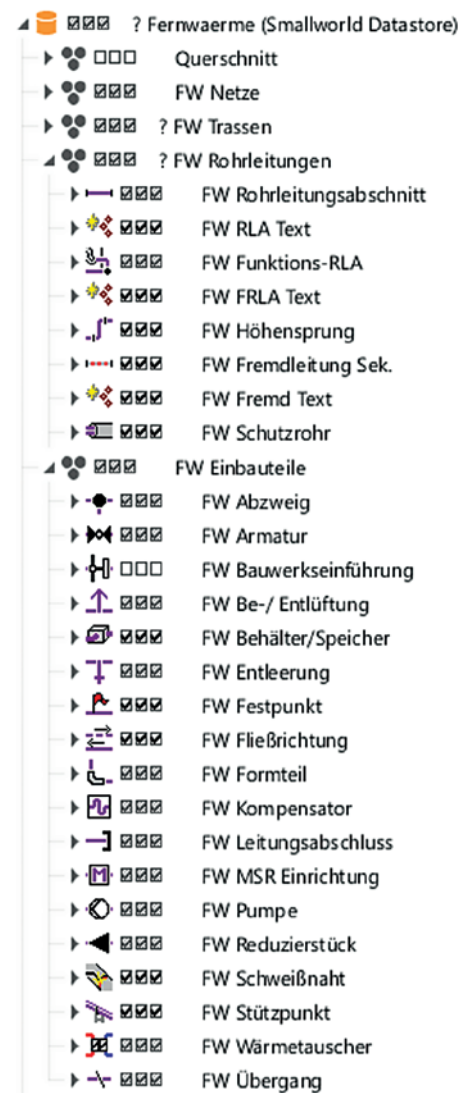 ? Fernwaerme (Smallworld Datastore)
Querschnitt
FW Netze
? FW Trassen
? FW Rohrleitungen
FW Rohrleitungsabschnitt
FW RLA Text
FW Funktions-RLA
FW FRLA Text
FW Höhensprung
FW Fremdleitung Sek.
FW Fremd Text
FW Schutzrohr
FW Einbauteile
FW Abzweig
FW Armatur
FW Bauwerkseinführung
FW Be-/ Entlüftung
FW Behälter/Speicher
FW Entleerung
FW Festpunkt
FW Fließrichtung
FW Formteil
FW Kompensator
FW Leitungsabschluss
M FW MSR Einrichtung
FW Pumpe
FW Reduzierstück
FW Schweißnaht
FW Stützpunkt
FW Wärmetauscher
FW Übergang